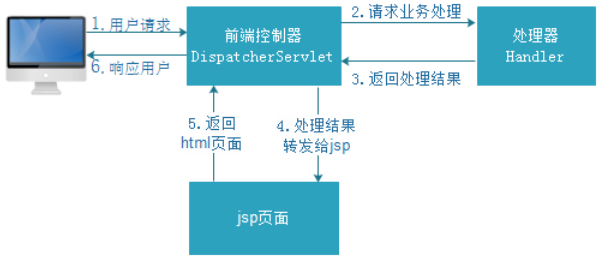 1.用户请求
6.响应用户
前端控制器
DispatcherServlet
2.请求业务处理
3.返回处理结果
处理器
Handler
5.返回
html页面
4.处理结果
转发给jsp
jsp页面